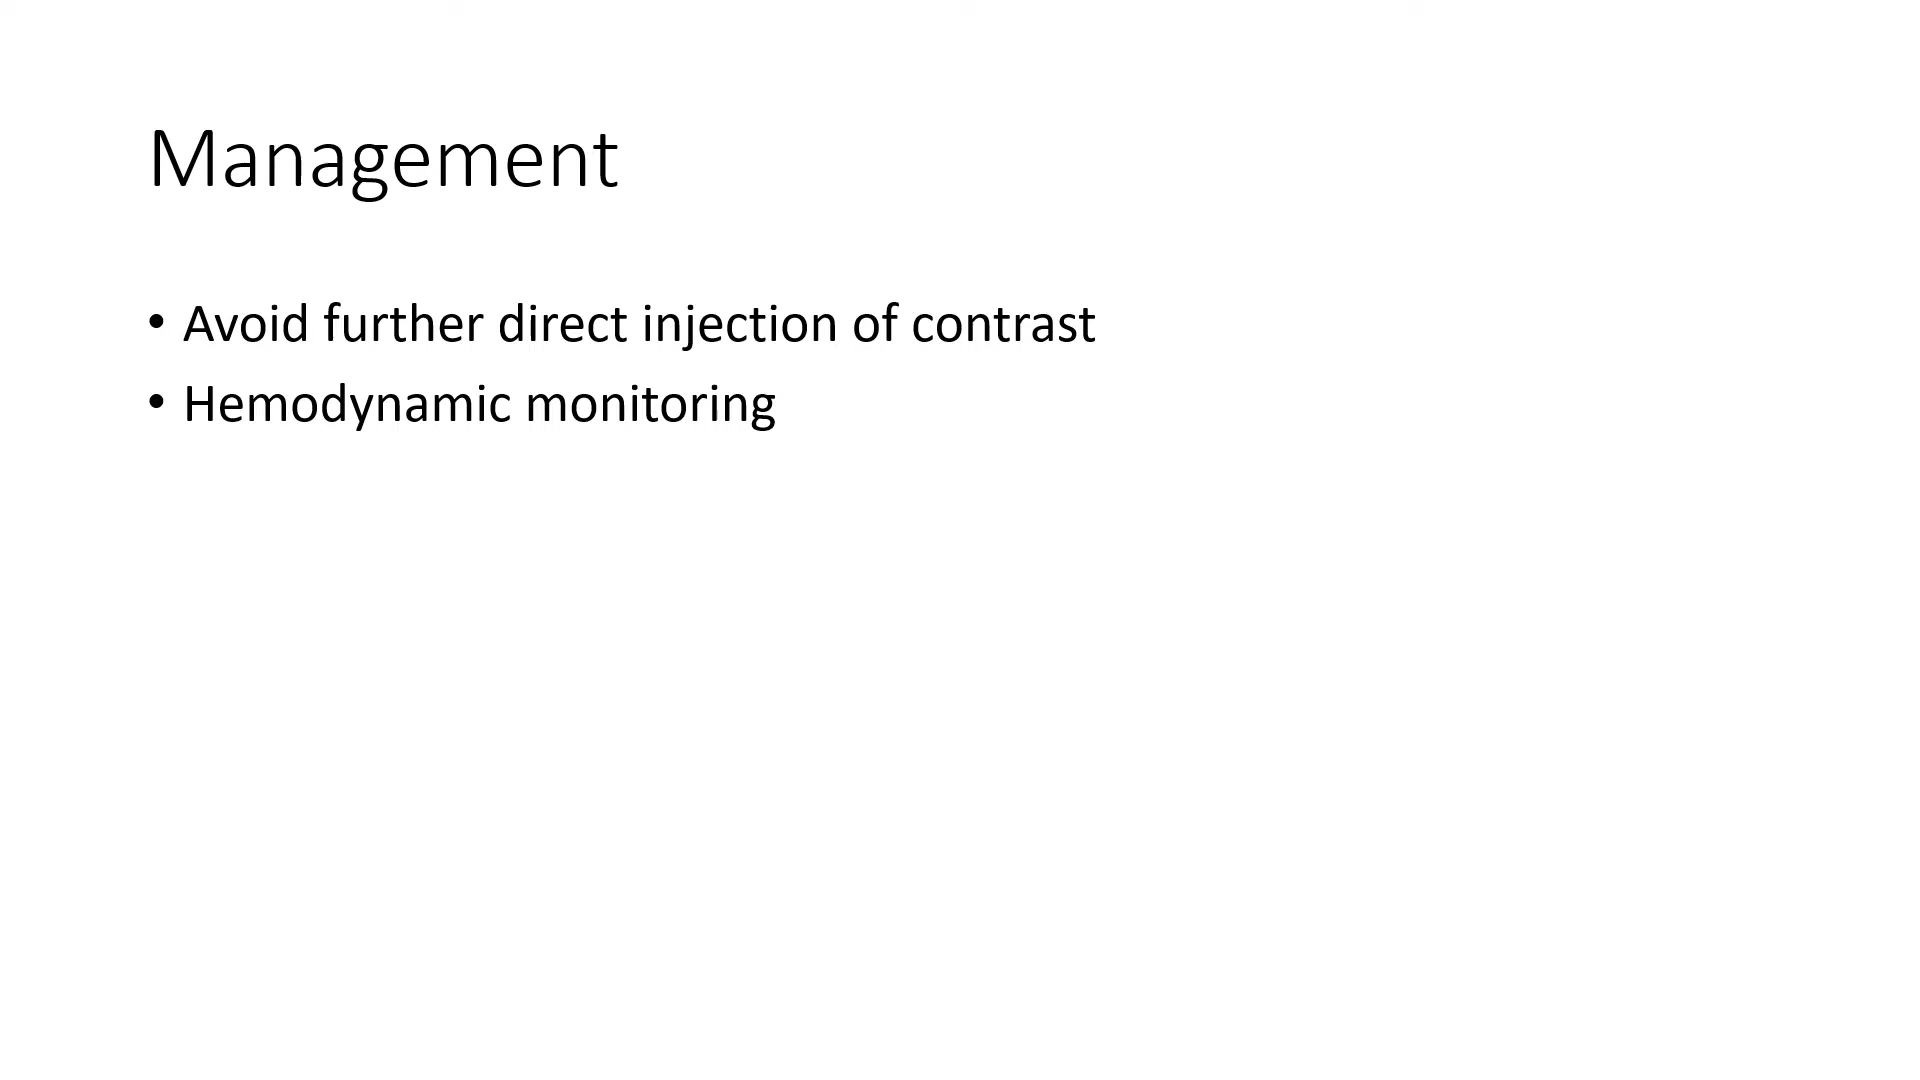 Management
• Avoid further direct injection of contrast
• Hemodynamic monitoring